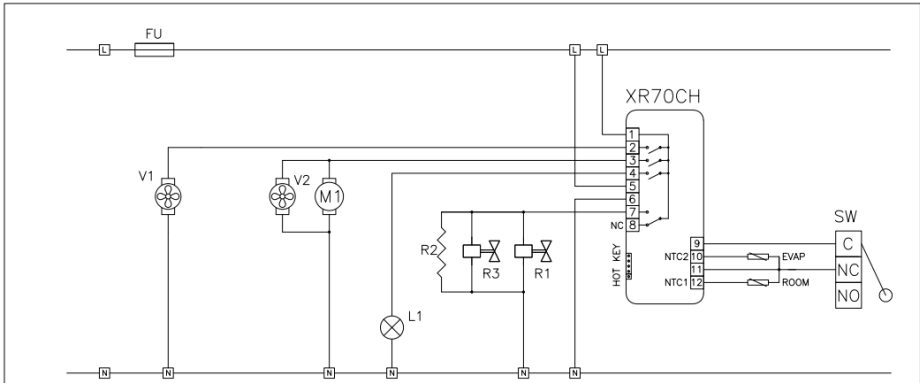 FU
L
L
L
XR70CH
1
2
3
4
5
6
7
NC 8
V1
V2
M1
R2
R3
R1
L1
HOT KEY
9
NTC2 10 EVAP
11
NTC1 12 ROOM
SW
C
NC
NO
N
N
N
N
N
N